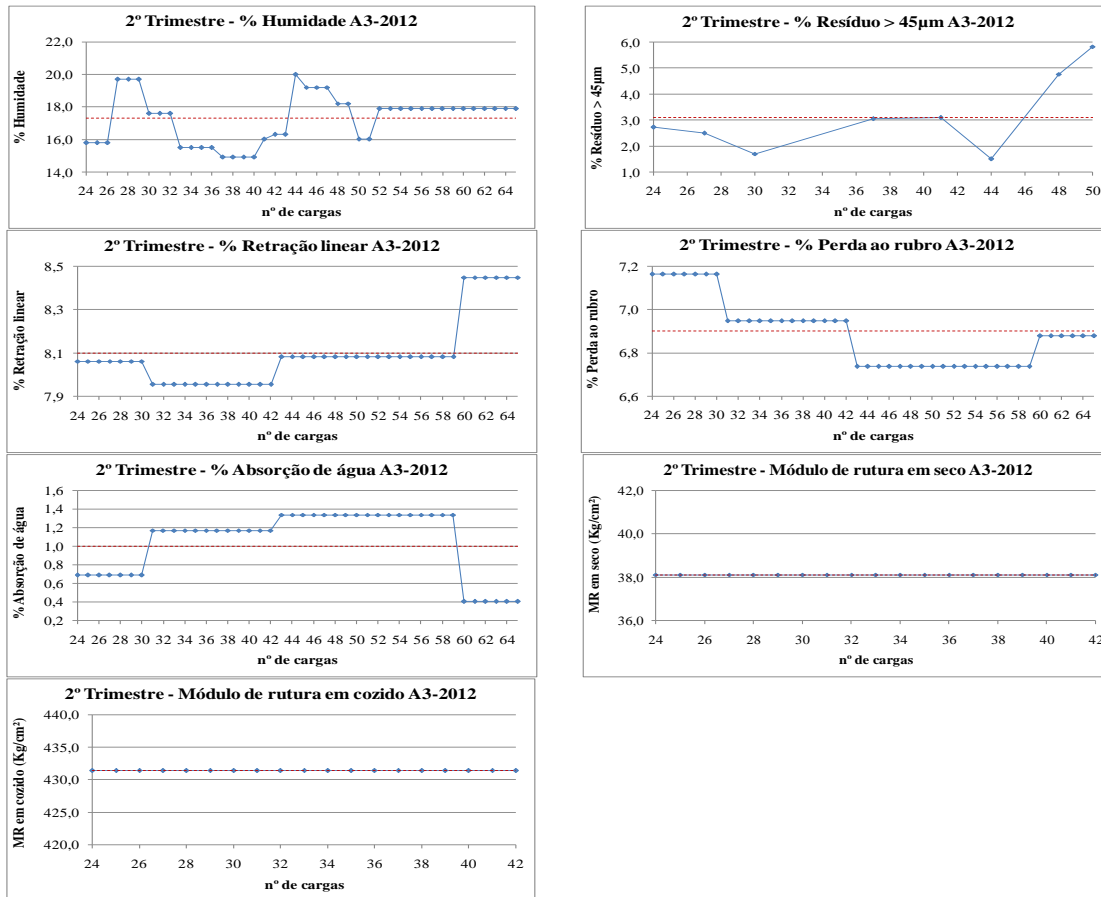 2º Trimestre - % Humidade A3-2012
% Humidade
22,0
20,0
18,0
16,0
14,0
24 26 28 30 32 34 36 38 40 42 44 46 48 50 52 54 56 58 60 62 64
nº de cargas
2º Trimestre - % Resíduo > 45µm A3-2012
% Resíduo > 45µm
6,0
5,0
4,0
3,0
2,0
1,0
24 26 28 30 32 34 36 38 40 42 44 46 48 50
nº de cargas
2º Trimestre - % Retração linear A3-2012
% Retração linear
8,5
8,3
8,1
7,9
24 26 28 30 32 34 36 38 40 42 44 46 48 50 52 54 56 58 60 62 64
nº de cargas
2º Trimestre - % Perda ao rubro A3-2012
% Perda ao rubro
7,2
7,0
6,8
6,6
24 26 28 30 32 34 36 38 40 42 44 46 48 50 52 54 56 58 60 62 64
nº de cargas
2º Trimestre - % Absorção de água A3-2012
% Absorção de água
1,6
1,4
1,2
1,0
0,8
0,6
0,4
0,2
24 26 28 30 32 34 36 38 40 42 44 46 48 50 52 54 56 58 60 62 64
nº de cargas
2º Trimestre - Módulo de rutura em seco A3-2012
MR em seco (Kg/cm²)
42,0
40,0
38,0
36,0
24 26 28 30 32 34 36 38 40 42
nº de cargas
2º Trimestre - Módulo de rutura em cozido A3-2012
MR em cozido (Kg/cm²)
440,0
435,0
430,0
425,0
420,0
24 26 28 30 32 34 36 38 40 42
nº de cargas